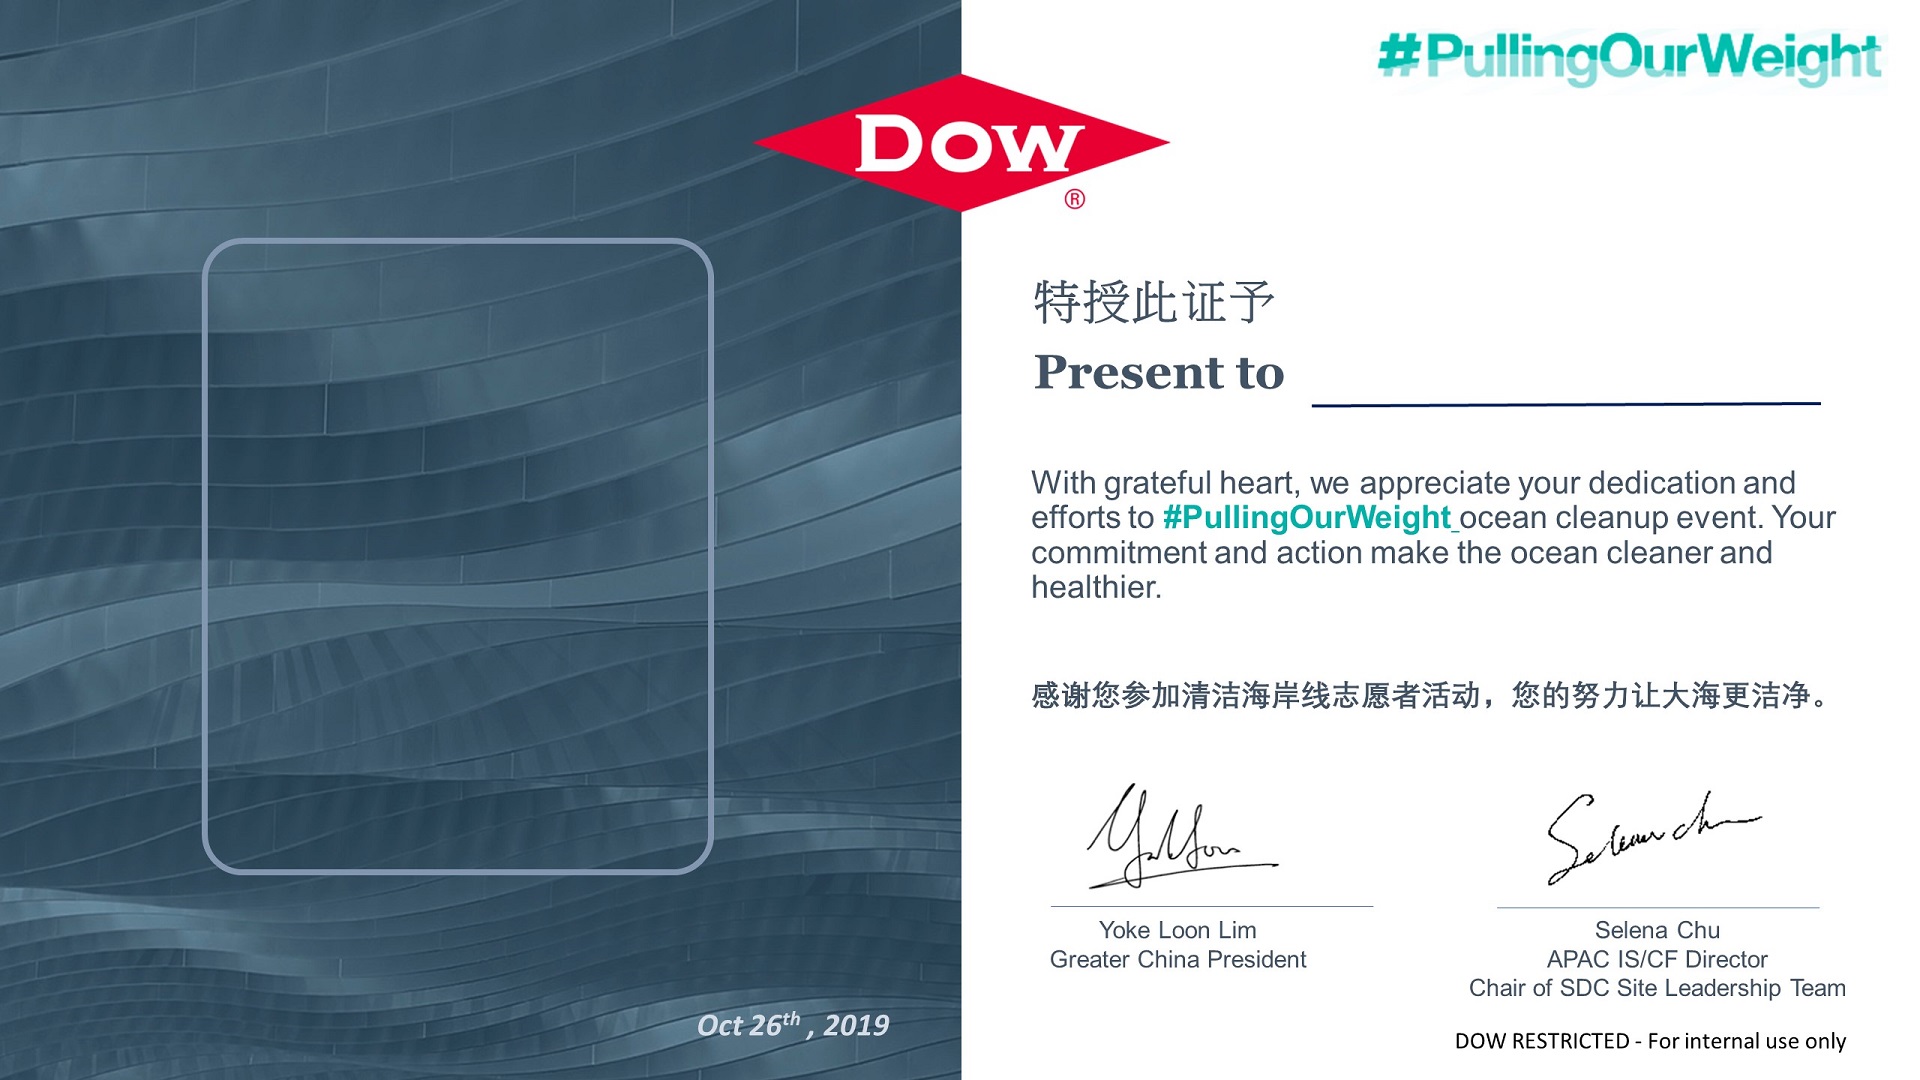 #PullingOurWeight
DOW
®
特授此证予
Present to
With grateful heart, we appreciate your dedication and
efforts to #PullingOurWeight ocean cleanup event. Your
commitment and action make the ocean cleaner and
healthier.
感谢您参加清洁海岸线志愿者活动，您的努力让大海更洁净。
Selena Chu
Yoke Loon Lim
Greater China President
Selena Chu
APAC IS/CF Director
Chair of SDC Site Leadership Team
Oct 26th , 2019
DOW RESTRICTED - For internal use only